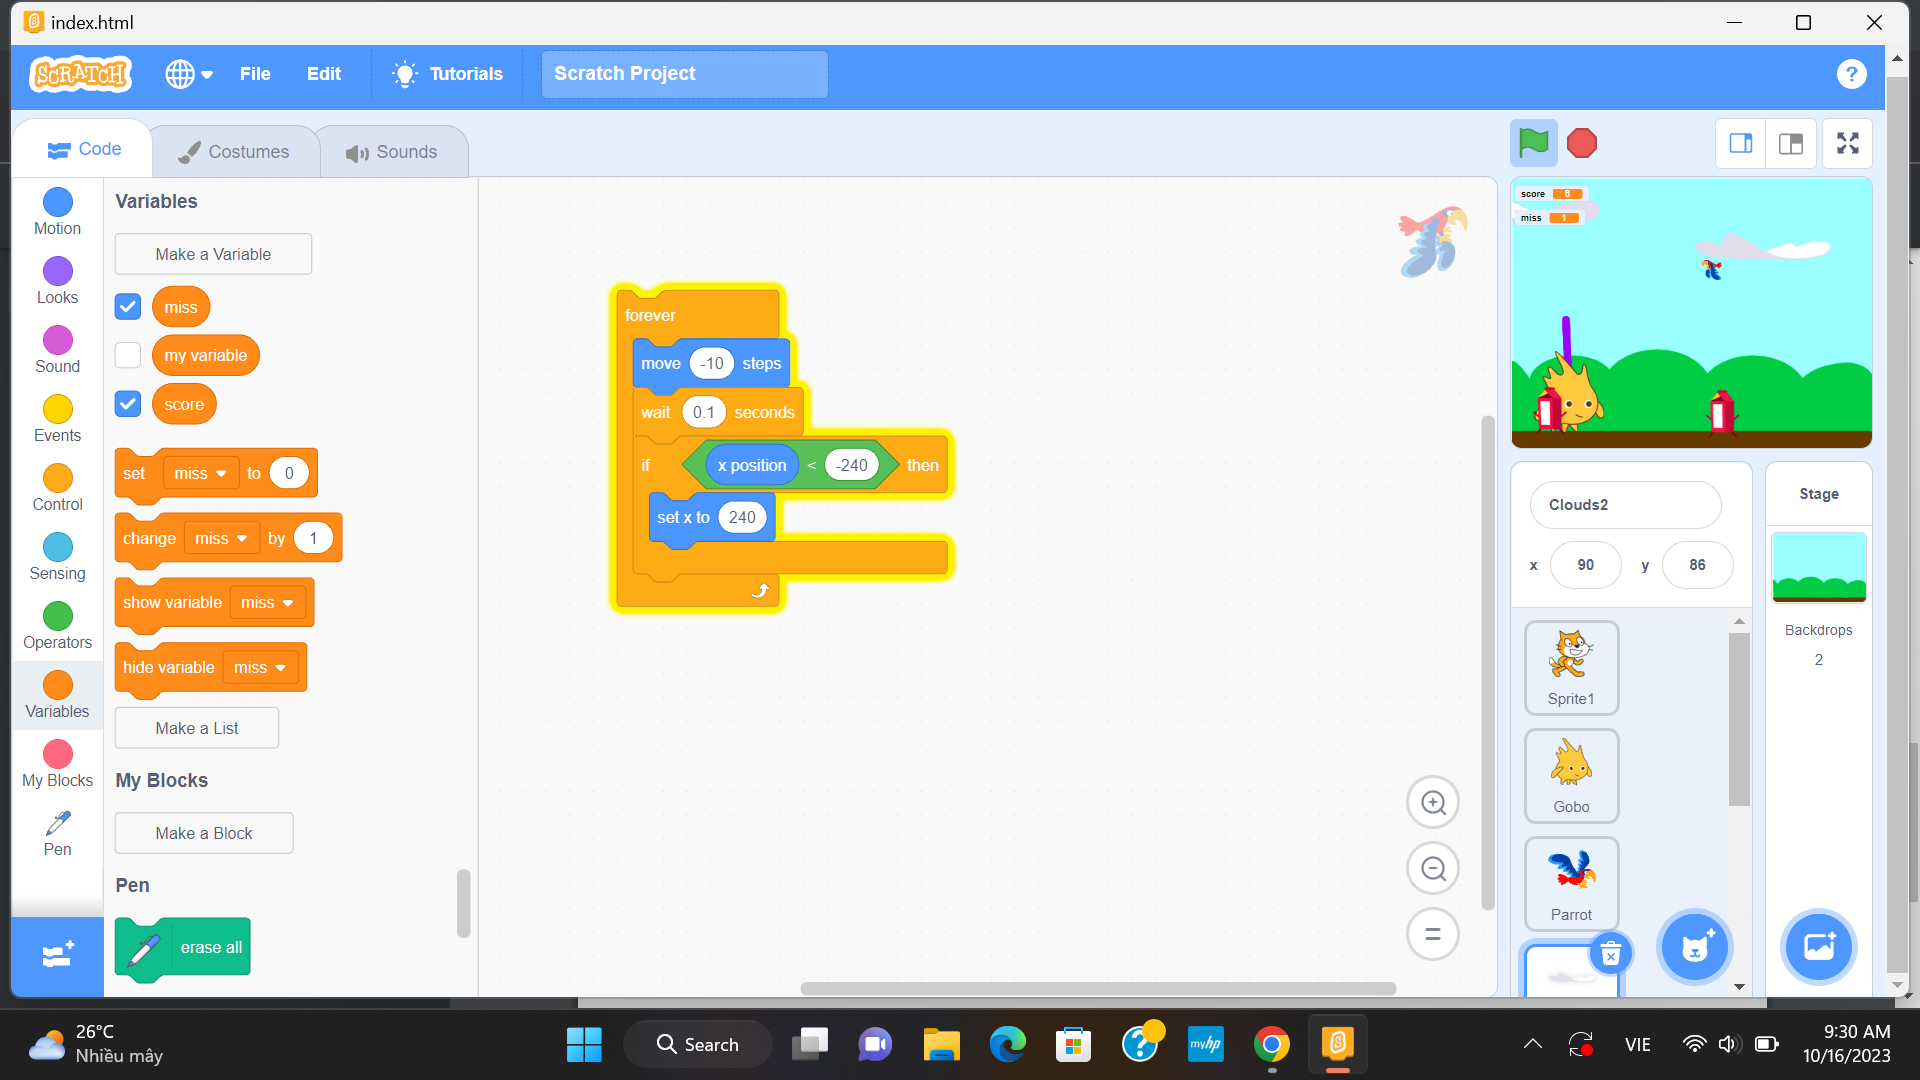 index.html
SCRATCH
File
Edit
Tutorials
Scratch Project
?
Code
Costumes
Sounds
Motion
Looks
Sound
Events
Control
Sensing
Operators
Variables
My Blocks
Pen
Variables
Make a Variable
miss
my variable
score
set miss to 0
change miss by 1
show variable miss
hide variable miss
Make a List
My Blocks
Make a Block
Pen
erase all
forever
move -10 steps
wait 0.1 seconds
if x position < -240 then
set x to 240
score 6
miss 1
Clouds2
x 90 y 86
Sprite1
Gobo
Parrot
Stage
Backdrops
2
26°C
Nhiều mây
Search
myhp
VIE
9:30 AM
10/16/2023